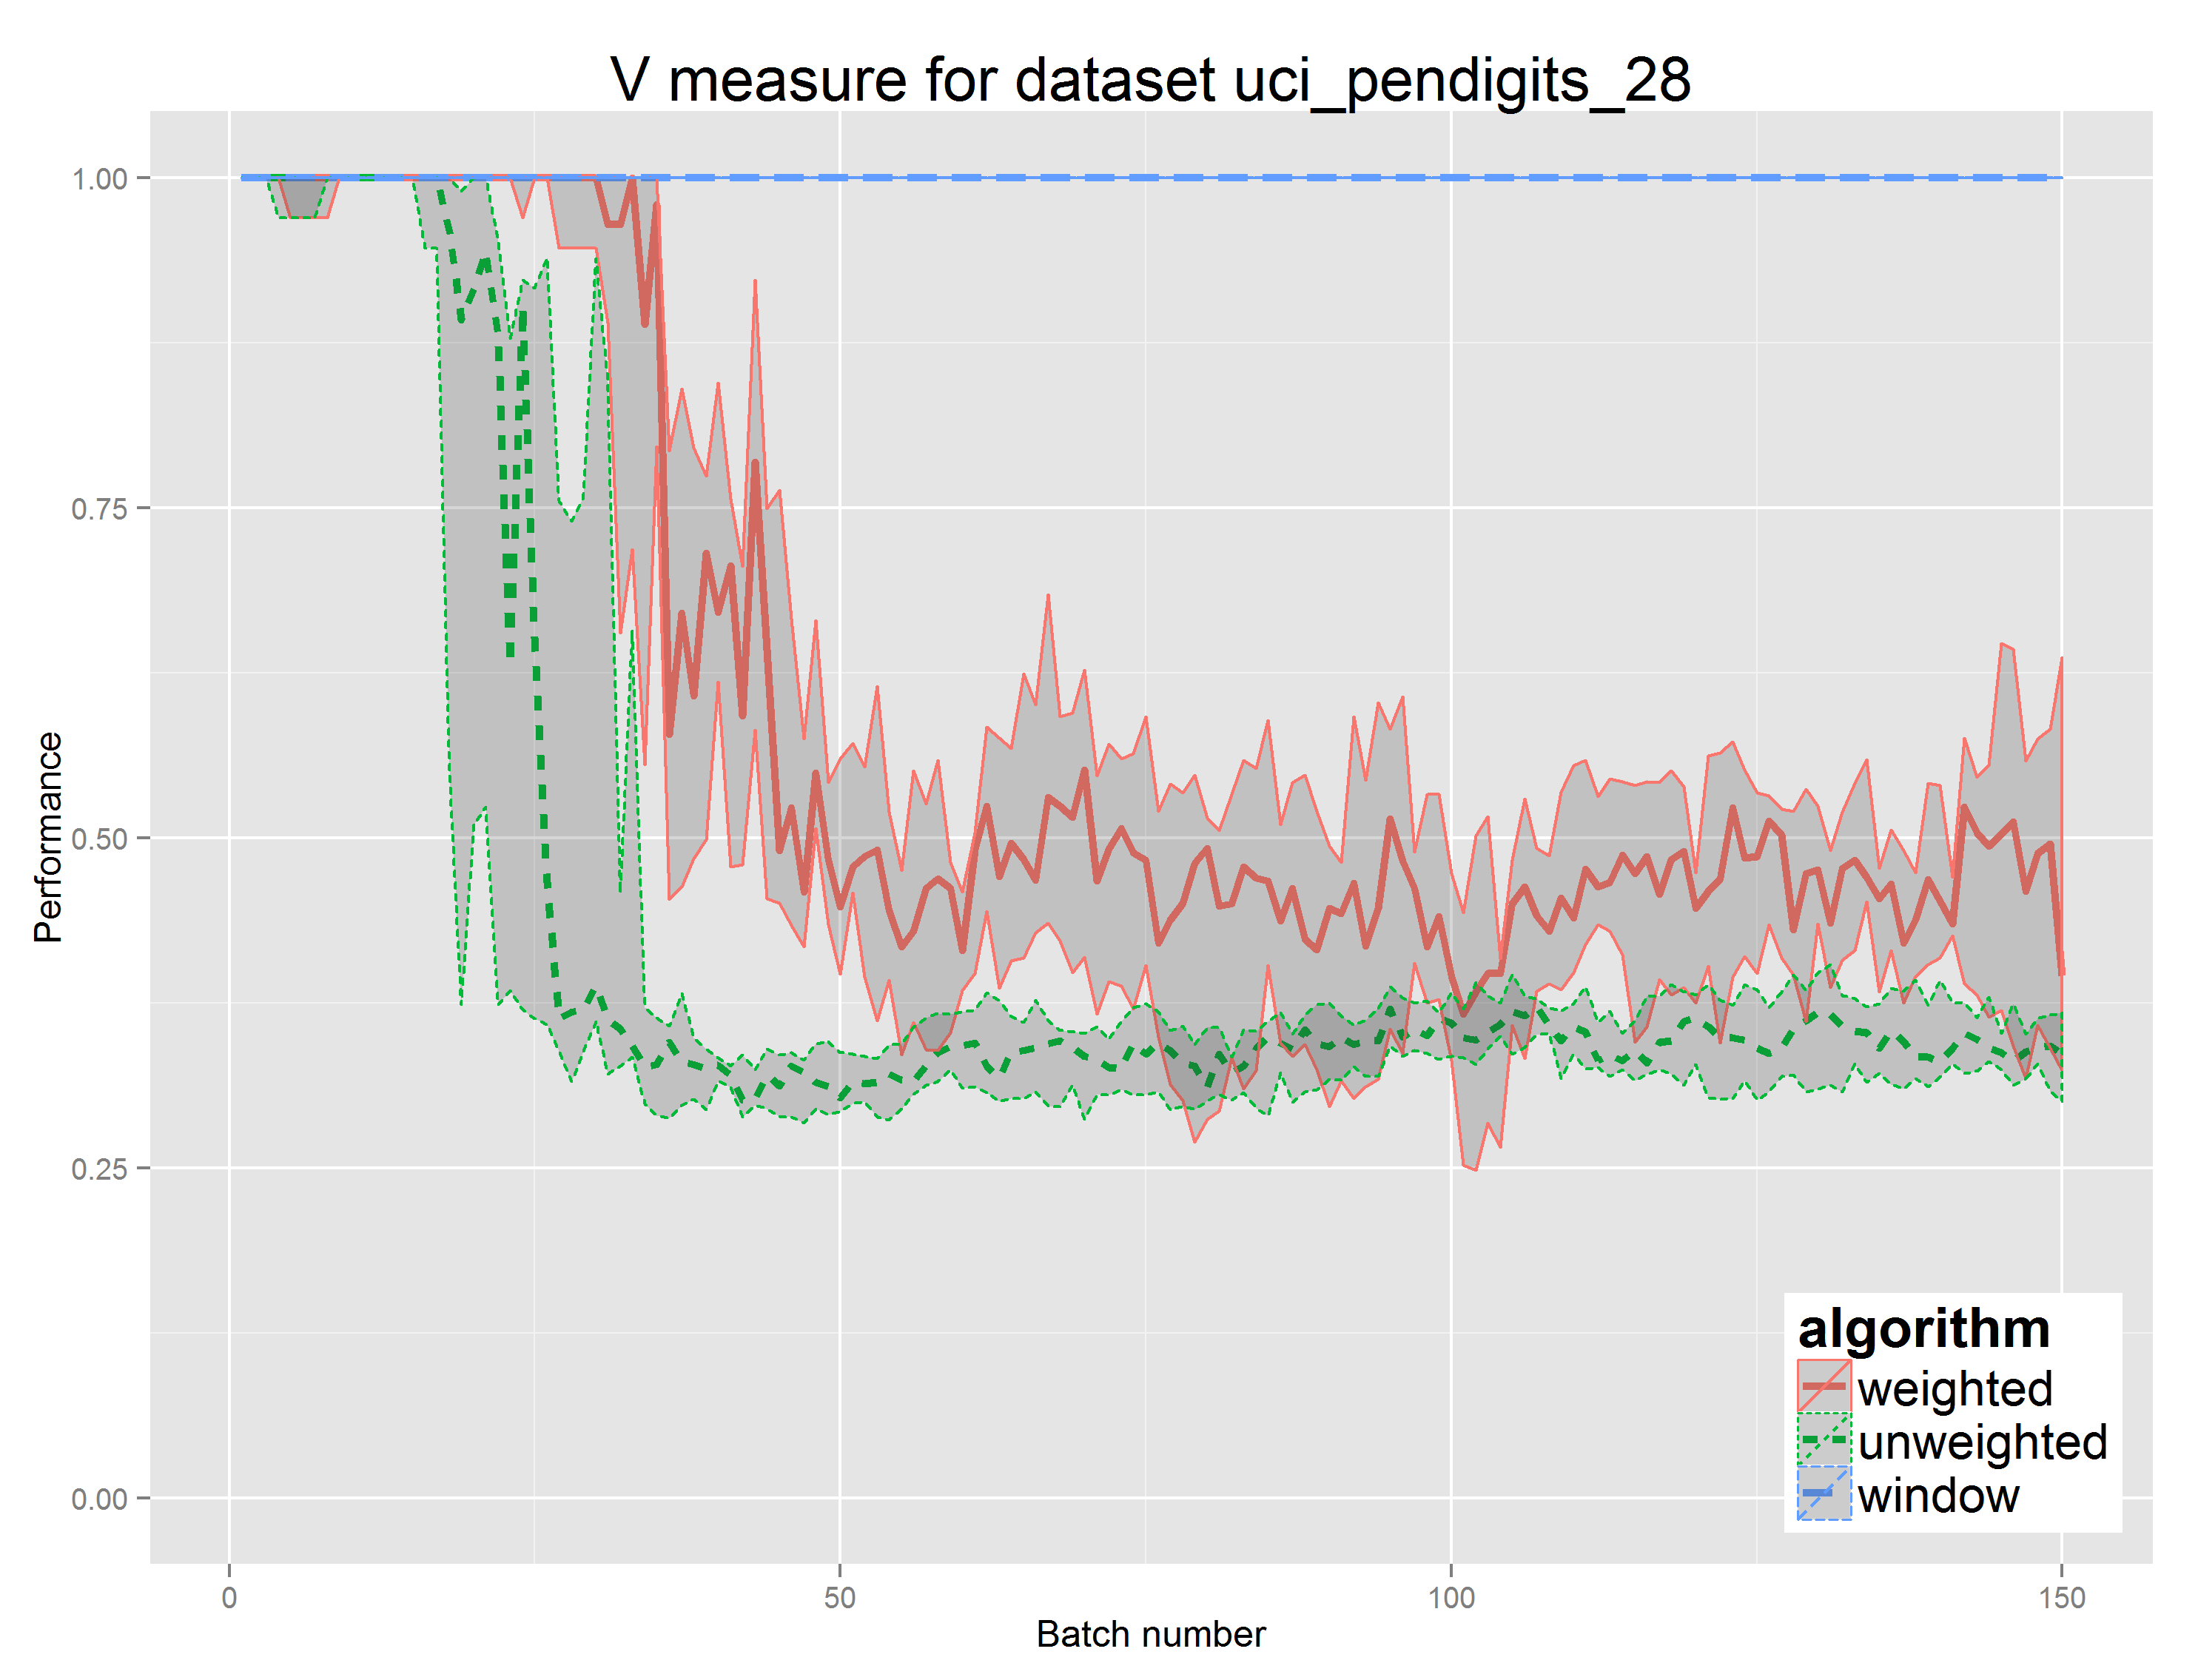 V measure for dataset uci_pendigits_28
Performance
1.00
0.75
0.50
0.25
0.00
0
50
100
150
Batch number
algorithm
weighted
unweighted
window